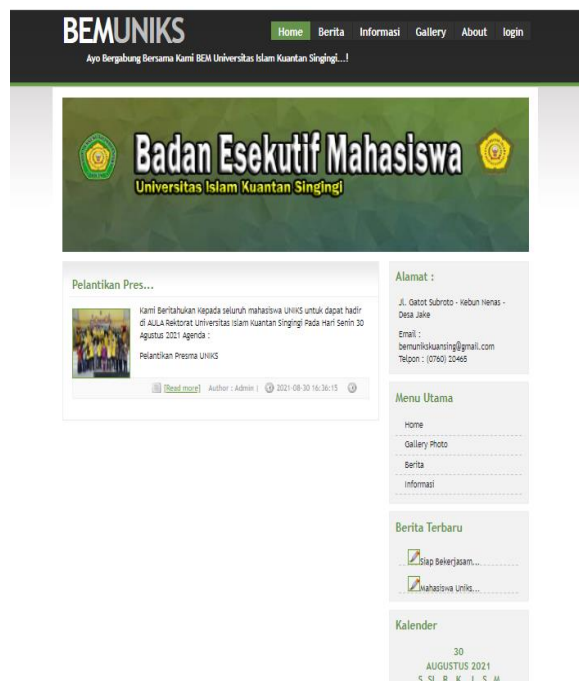 BEMUNIKS
Home Berita Informasi Gallery About login
Ayo Bergabung Bersama Kami BEM Universitas Islam Kuantan Singingi...!
Badan Esekutif Mahasiswa
Universitas Islam Kuantan Singingi
Pelantikan Pres...
Kami Beritahukan Kepada seluruh mahasiswa UNIKS untuk dapat hadir
di AULA Rektorat Universitas Islam Kuantan Singingi Pada Hari Senin 30
Agustus 2021 Agenda :
Pelantikan Presma UNIKS
[Read more] Author : Admin | 2021-08-30 16:36:15
Alamat :
Jl. Gatot Subroto - Kebun Nenas -
Desa Jake
Email :
bemunikskuansing@gmail.com
Telpon : (0760) 20465
Menu Utama
Home
Gallery Photo
Berita
Informasi
Berita Terbaru
Siap Bekerjasam...
Mahasiswa Uniks...
Kalender
30
AUGUSTUS 2021
S SL R K J S M